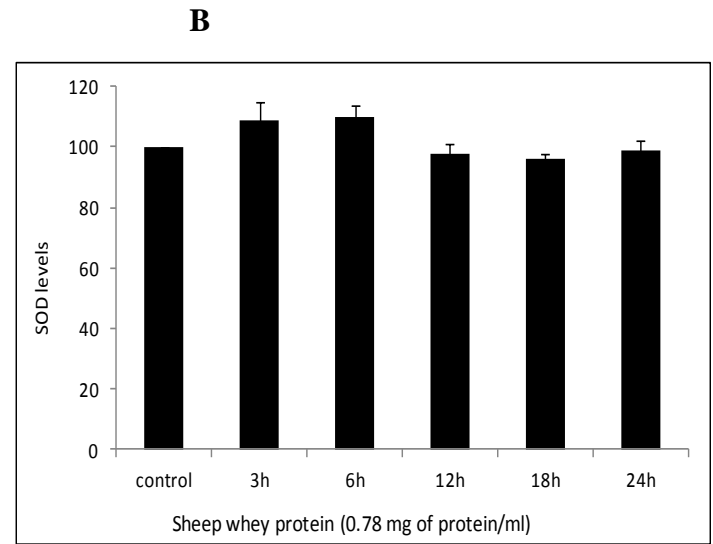 B
120
100
80
60
40
20
0
SOD levels
control 3h 6h 12h 18h 24h
Sheep whey protein (0.78 mg of protein/ml)